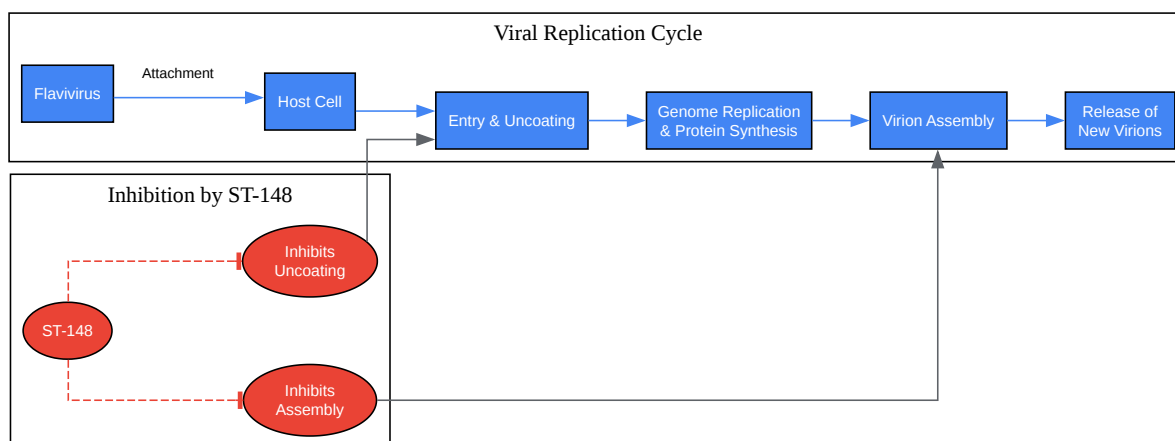 Viral Replication Cycle
Attachment
Flavivirus
Host Cell
Entry & Uncoating
Genome Replication
& Protein Synthesis
Virion Assembly
Release of
New Virions
Inhibition by ST-148
Inhibits
Uncoating
ST-148
Inhibits
Assembly